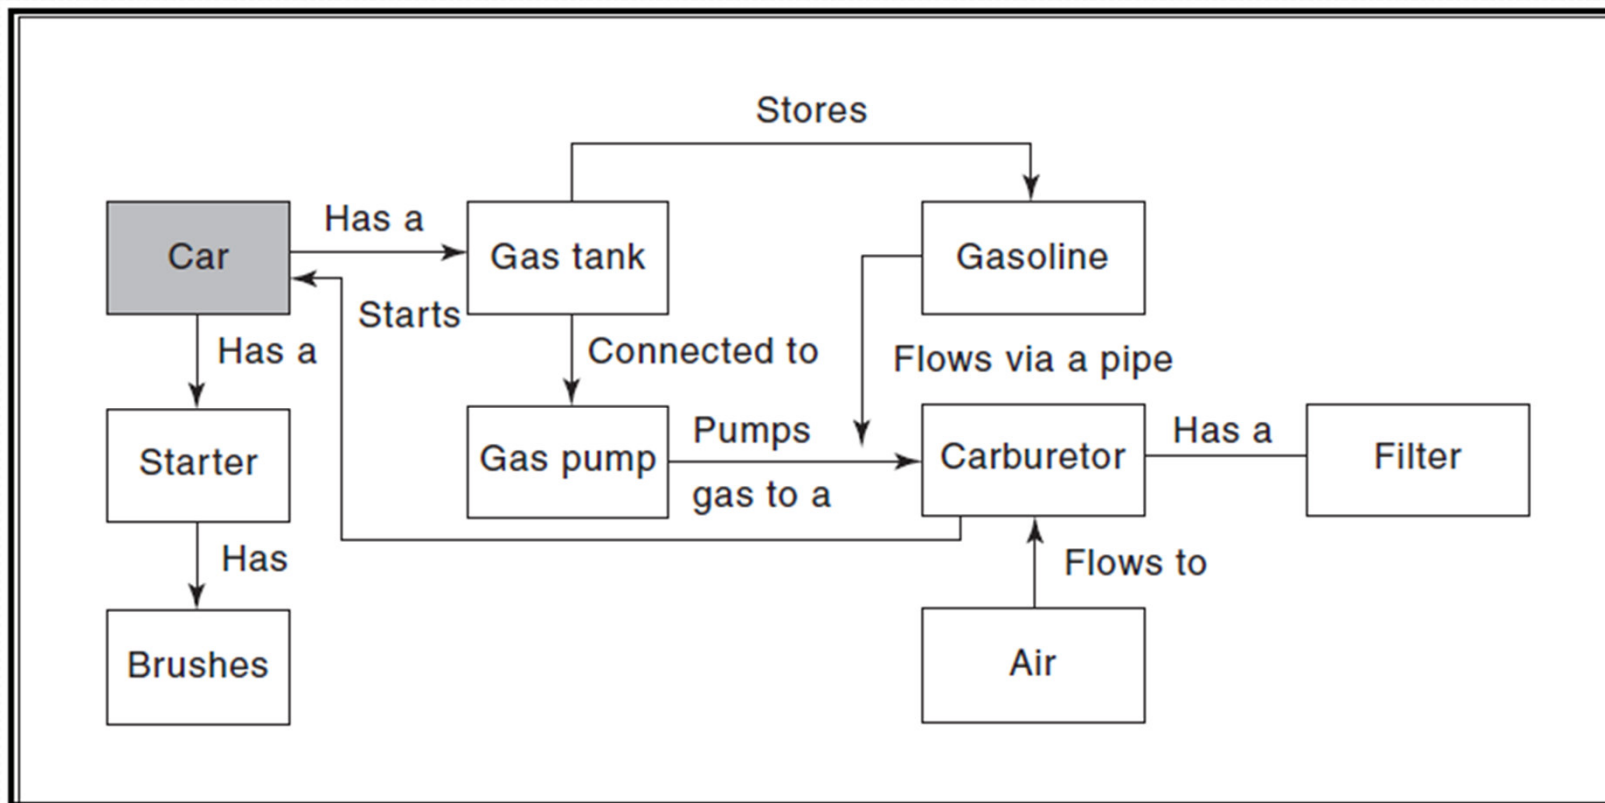 Stores
Has a
Car
Gas tank
Gasoline
Starts
Has a
Connected to
Flows via a pipe
Starter
Gas pump
Pumps
gas to a
Carburetor
Has a
Filter
Has
Flows to
Brushes
Air